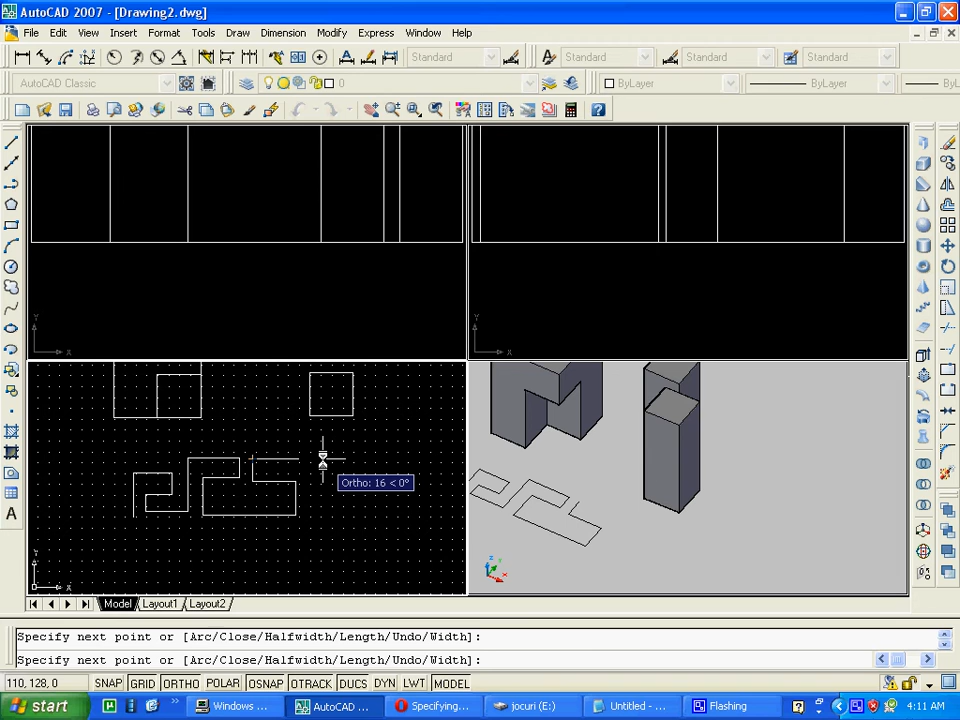 AutoCAD 2007 - [Drawing2.dwg]
File Edit View Insert Format Tools Draw Dimension Modify Express Window Help
Standard Standard Standard Standard
AutoCAD Classic 0 ByLayer ByLayer
Y
X
Y
X
Ortho: 16 < 0°
X
Z
X
Model Layout1 Layout2
Specify next point or [Arc/Close/Halfwidth/Length/Undo/Width]:
Specify next point or [Arc/Close/Halfwidth/Length/Undo/Width]:
110, 128, 0 SNAP GRID ORTHO POLAR OSNAP OTRACK DUCS DYN LWT MODEL
start Windows ... AutoCAD ... Specifying... jocuri (E:) Untitled - ... Flashing 4:11 AM